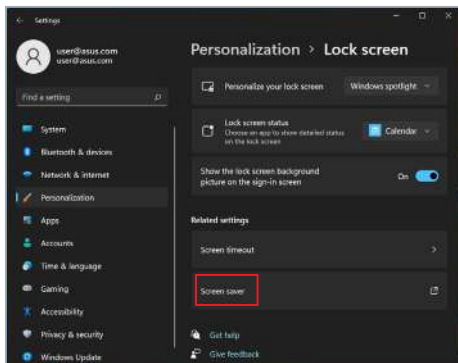 Settings
user@asus.com
user@asus.com
Find a setting
System
Bluetooth & devices
Network & internet
Personalization
Apps
Accounts
Time & language
Gaming
Accessibility
Privacy & security
Windows Update
Personalization > Lock screen
Personalize your lock screen
Windows spotlight
Lock screen status
Choose an app to show detailed status
on the lock screen
Calendar
Show the lock screen background
picture on the sign-in screen
On
Related settings
Screen timeout
Screen saver
Get help
Give feedback